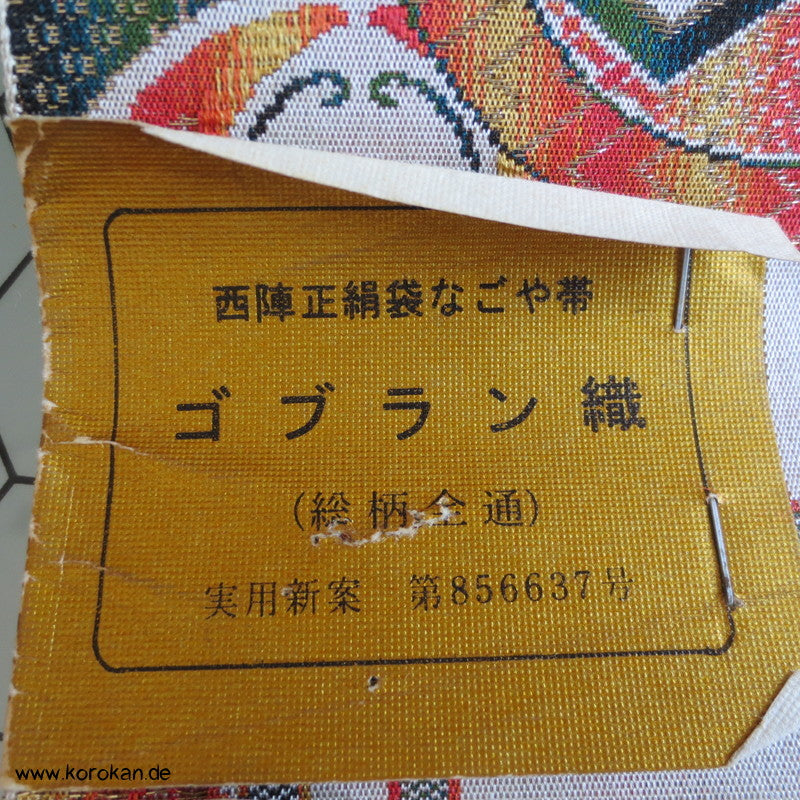 西陣正絹袋なごや帯
ゴブラン織
(総柄全通)
実用新案 第856637号
www.korokan.de